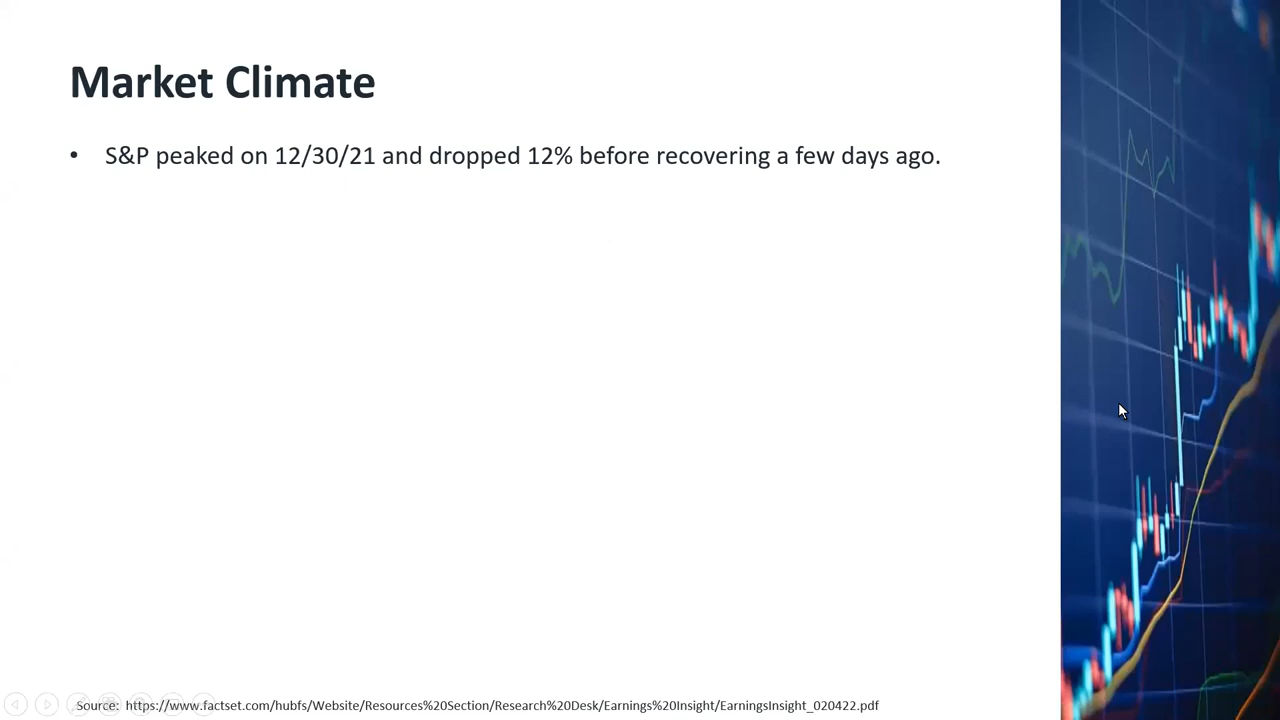 Market Climate
• S&P peaked on 12/30/21 and dropped 12% before recovering a few days ago.
Source: https://www.factset.com/hubfs/Website/Resources%20Section/Research%20Desk/Earnings%20Insight/EarningsInsight_020422.pdf